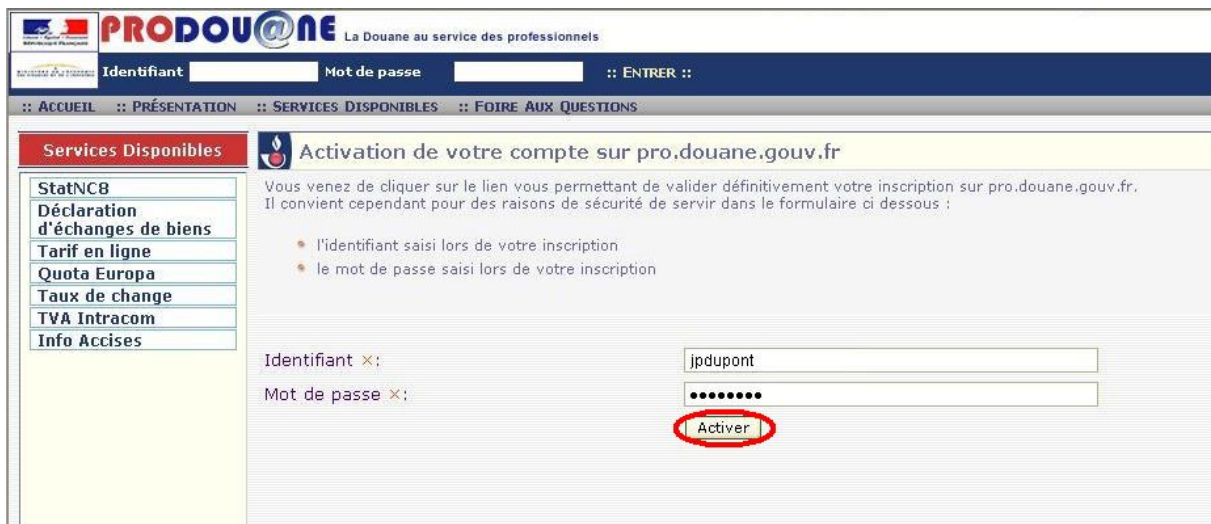 PRODOU@NE La Douane au service des professionnels
Identifiant Mot de passe :: ENTRER ::
:: ACCUEIL :: PRÉSENTATION :: SERVICES DISPONIBLES :: FOIRE AUX QUESTIONS
Services Disponibles
StatNC8
Déclaration
d'échanges de biens
Tarif en ligne
Quota Europa
Taux de change
TVA Intracom
Info Accises
Activation de votre compte sur pro.douane.gouv.fr
Vous venez de cliquer sur le lien vous permettant de valider définitivement votre inscription sur pro.douane.gouv.fr.
Il convient cependant pour des raisons de sécurité de servir dans le formulaire ci dessous :
l'identifiant saisi lors de votre inscription
le mot de passe saisi lors de votre inscription
Identifiant ×: jpdupont
Mot de passe ×: ••••••••
Activer